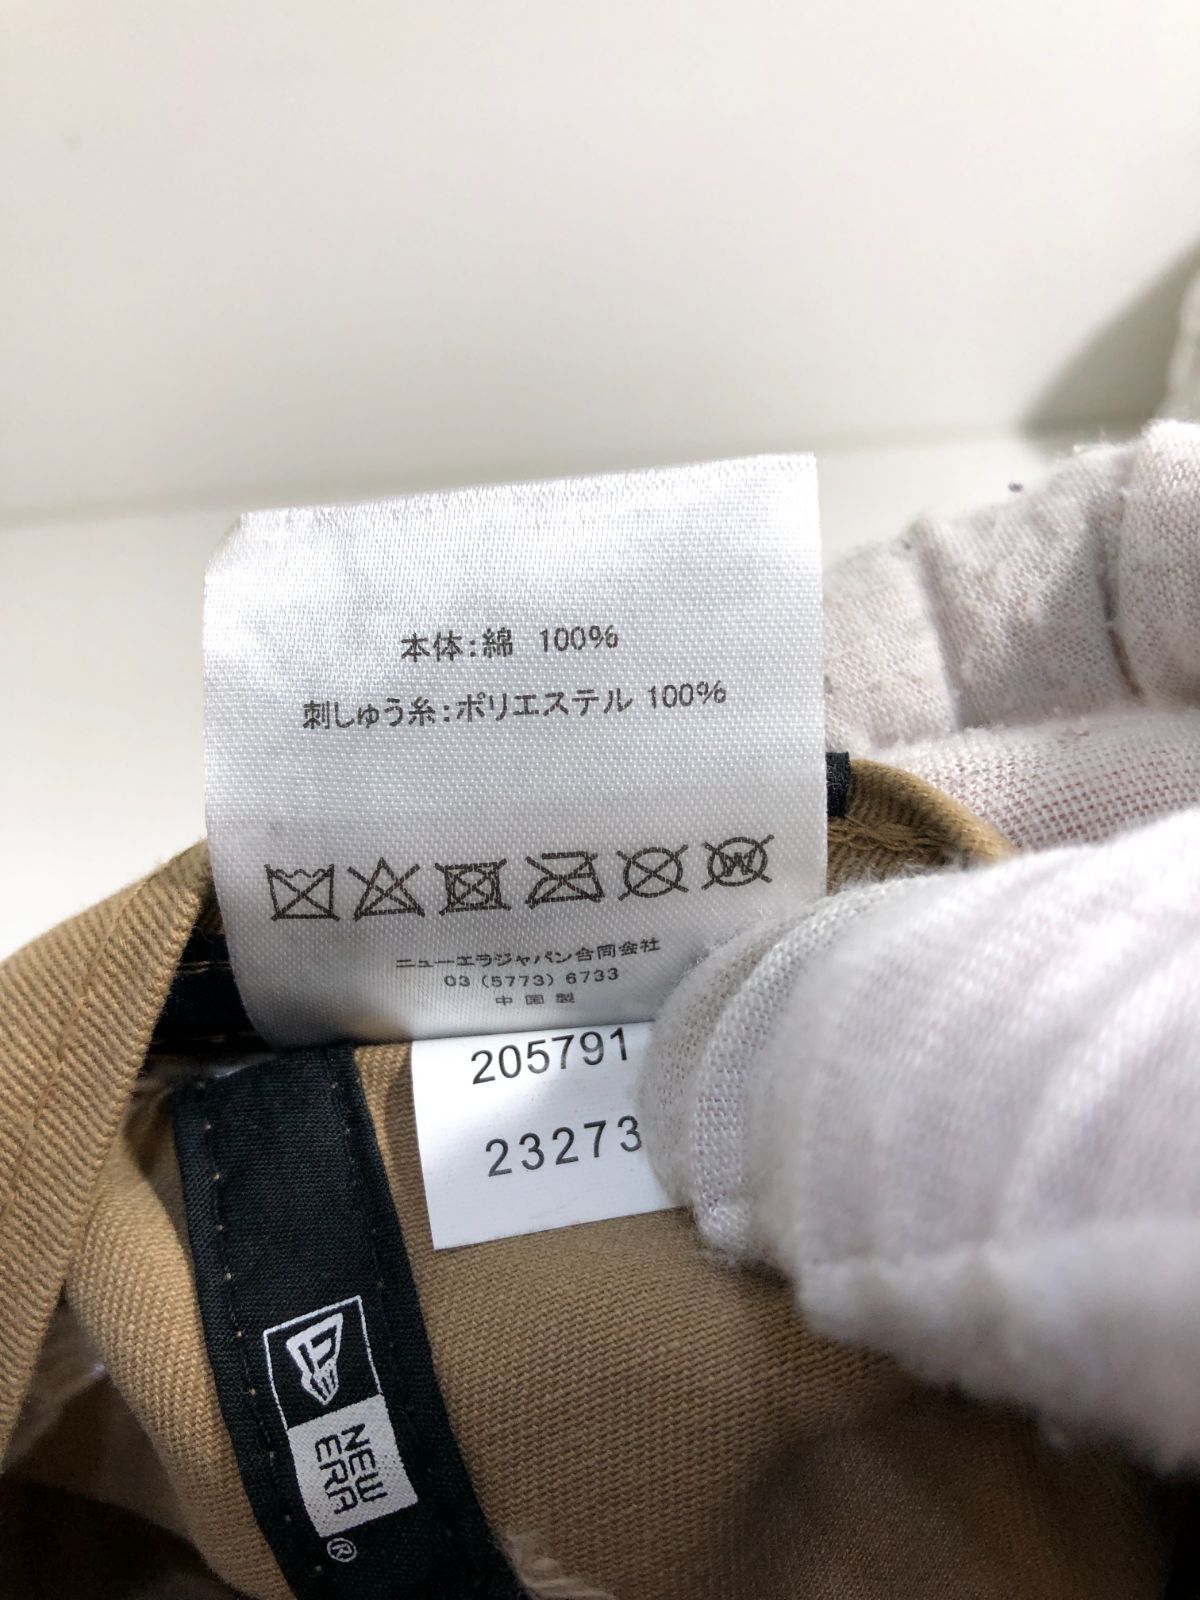 本体:綿 100%
刺しゅう糸:ポリエステル 100%
W
ニューエラジャパン合同会社
03 (5773) 6733
中国製
205791
23273
NEW
ERA
®